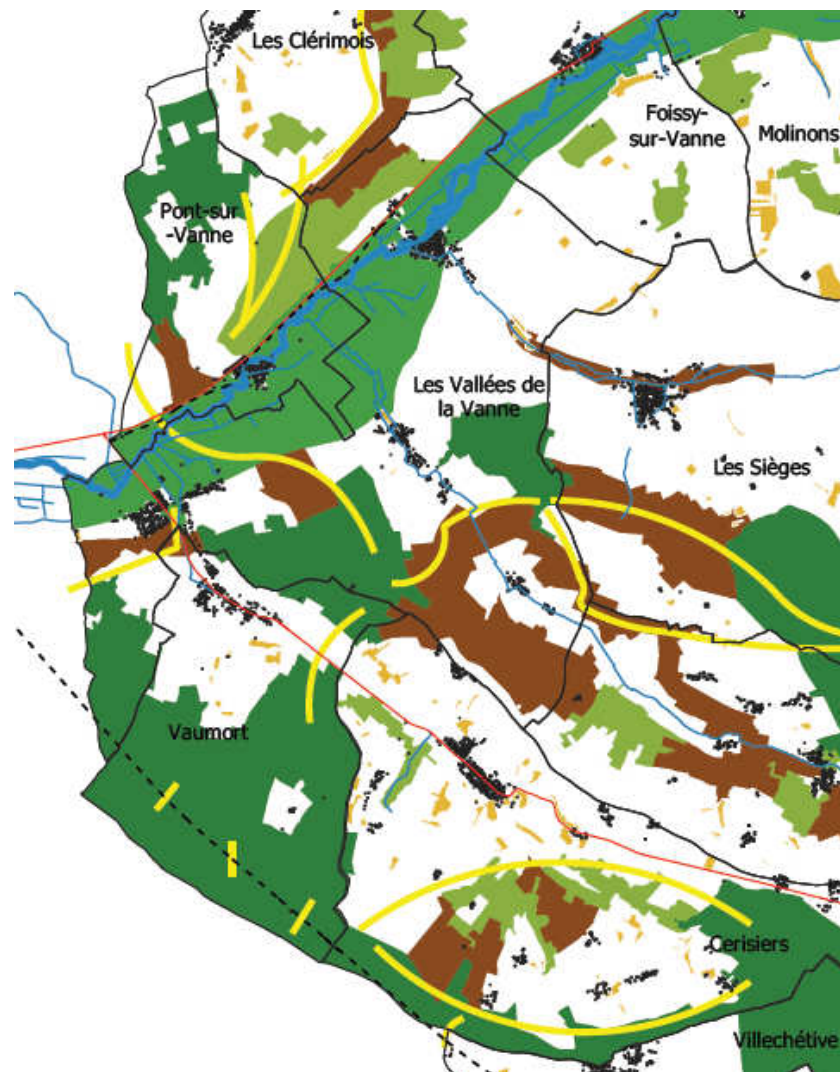 Les Clérimois
Foissy-
sur-Vanne
Molinons
Pont-sur
-Vanne
Les Vallées de
la Vanne
Les Sièges
Vaumort
Cerisiers
Villechétive